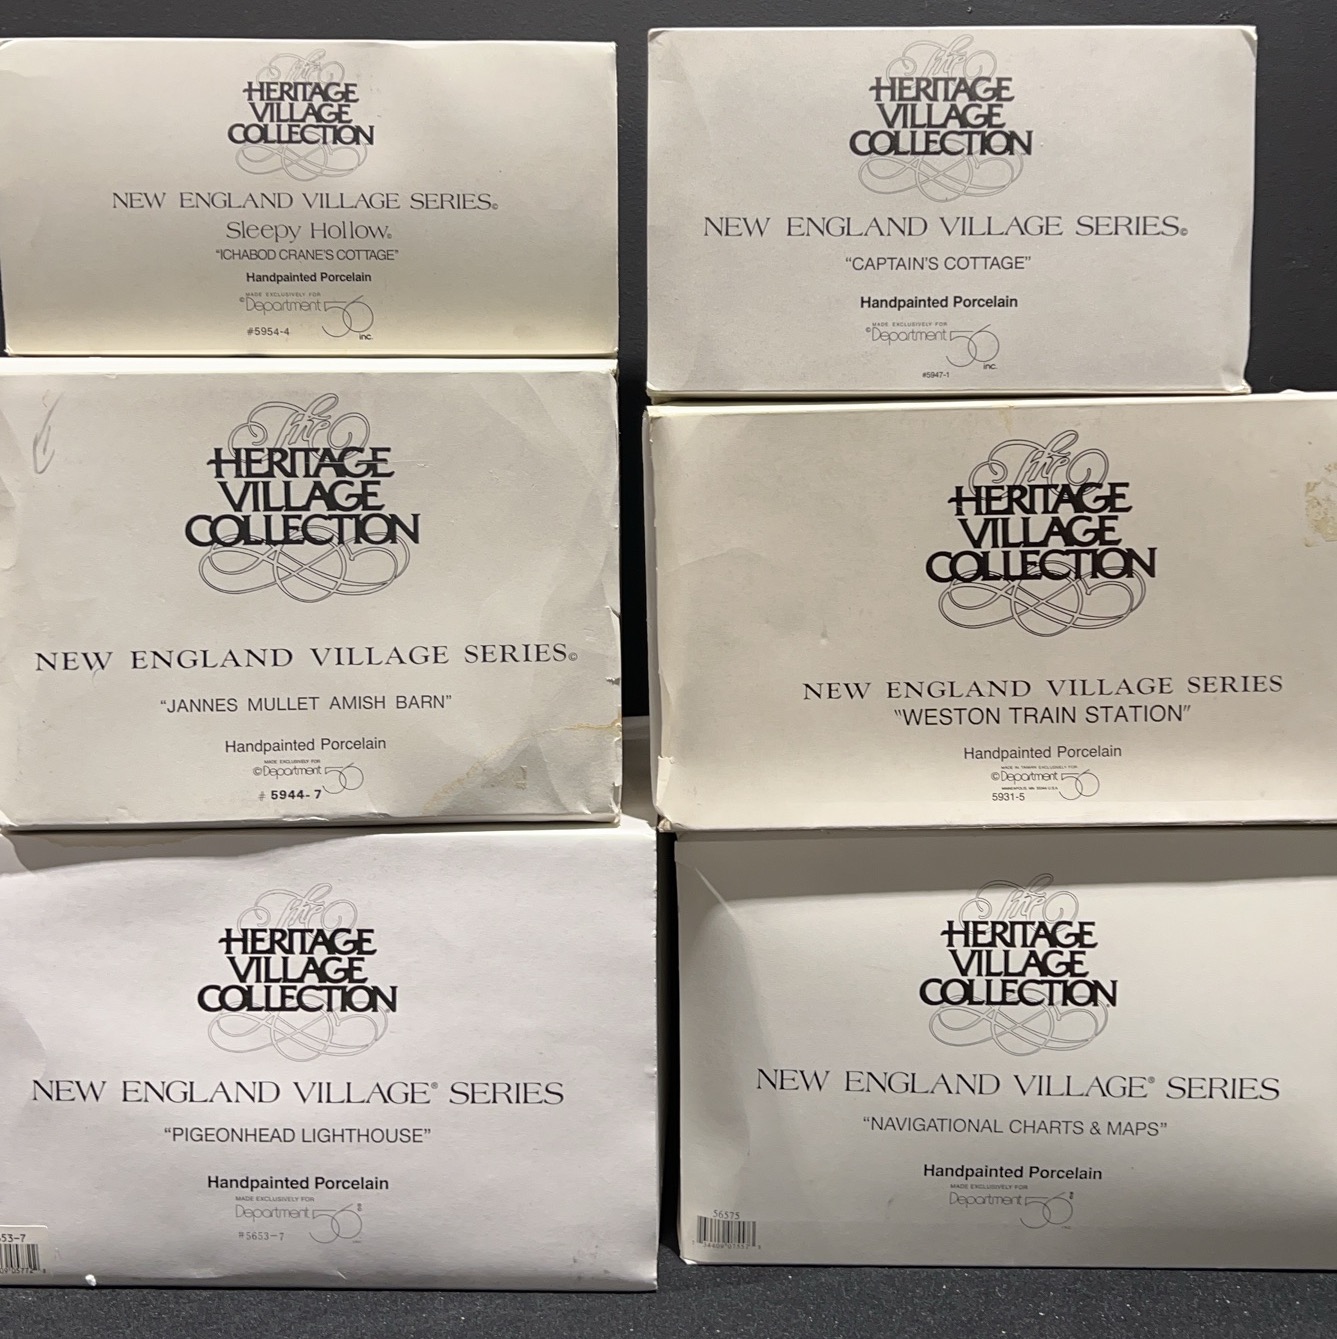 The
HERITAGE
VILLAGE
COLLECTION
NEW ENGLAND VILLAGE SERIES©
Sleepy Hollow©
"ICHABOD CRANE'S COTTAGE"
Handpainted Porcelain
MADE EXCLUSIVELY FOR
©Department 56
inc.
#5954-4
The
HERITAGE
VILLAGE
COLLECTION
NEW ENGLAND VILLAGE SERIES©
"CAPTAIN'S COTTAGE"
Handpainted Porcelain
MADE EXCLUSIVELY FOR
©Department 56
inc.
#5947-1
The
HERITAGE
VILLAGE
COLLECTION
NEW ENGLAND VILLAGE SERIES©
"JANNES MULLET AMISH BARN"
Handpainted Porcelain
MADE EXCLUSIVELY FOR
©Department 56
# 5944-7
The
HERITAGE
VILLAGE
COLLECTION
NEW ENGLAND VILLAGE SERIES
"WESTON TRAIN STATION"
Handpainted Porcelain
MADE IN TAIWAN EXCLUSIVELY FOR
©Department 56
5931-5
The
HERITAGE
VILLAGE
COLLECTION
NEW ENGLAND VILLAGE® SERIES
"PIGEONHEAD LIGHTHOUSE"
Handpainted Porcelain
MADE EXCLUSIVELY FOR
Department 56®
#5653-7
53-7
The
HERITAGE
VILLAGE
COLLECTION
NEW ENGLAND VILLAGE® SERIES
"NAVIGATIONAL CHARTS & MAPS"
Handpainted Porcelain
MADE EXCLUSIVELY FOR
Department 56®
56575